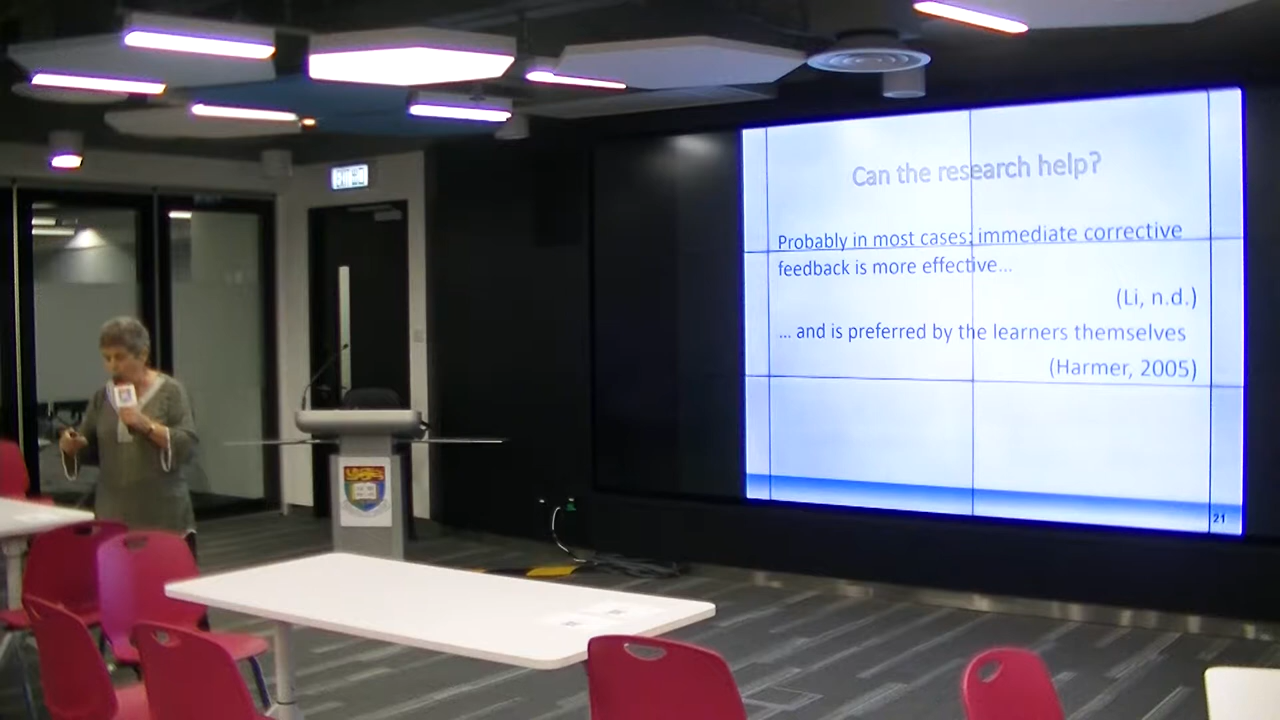 EXIT
Can the research help?
Probably in most cases: immediate corrective
feedback is more effective...
(Li, n.d.)
... and is preferred by the learners themselves
(Harmer, 2005)
21